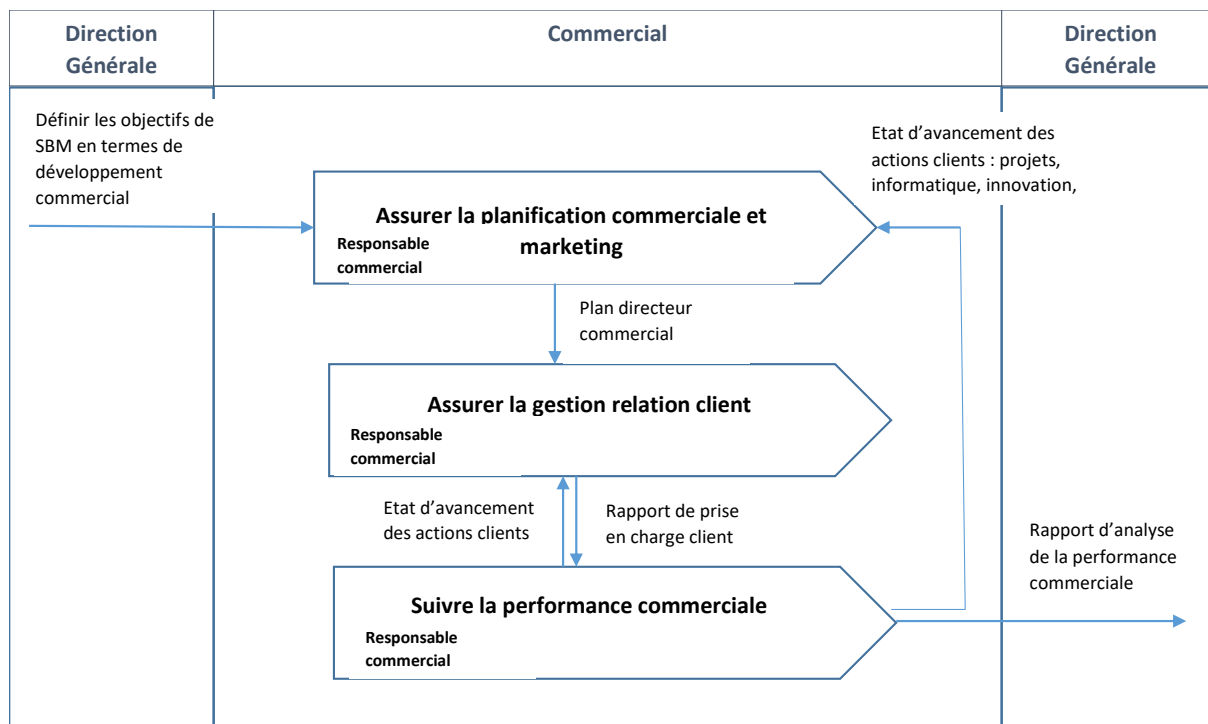 Direction
Générale
Commercial
Direction
Générale
Définir les objectifs de
SBM en termes de
développement
commercial
Etat d’avancement des
actions clients : projets,
informatique, innovation,
Assurer la planification commerciale et
marketing
Responsable
commercial
Plan directeur
commercial
Assurer la gestion relation client
Responsable
commercial
Etat d’avancement
des actions clients
Rapport de prise
en charge client
Rapport d’analyse
de la performance
commerciale
Suivre la performance commerciale
Responsable
commercial